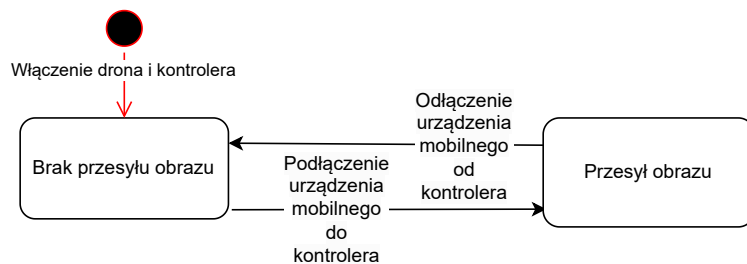 Włączenie drona i kontrolera
Brak przesyłu obrazu
Odłączenie
urządzenia
mobilnego
od
kontrolera
Podłączenie
urządzenia
mobilnego
do
kontrolera
Przesył obrazu